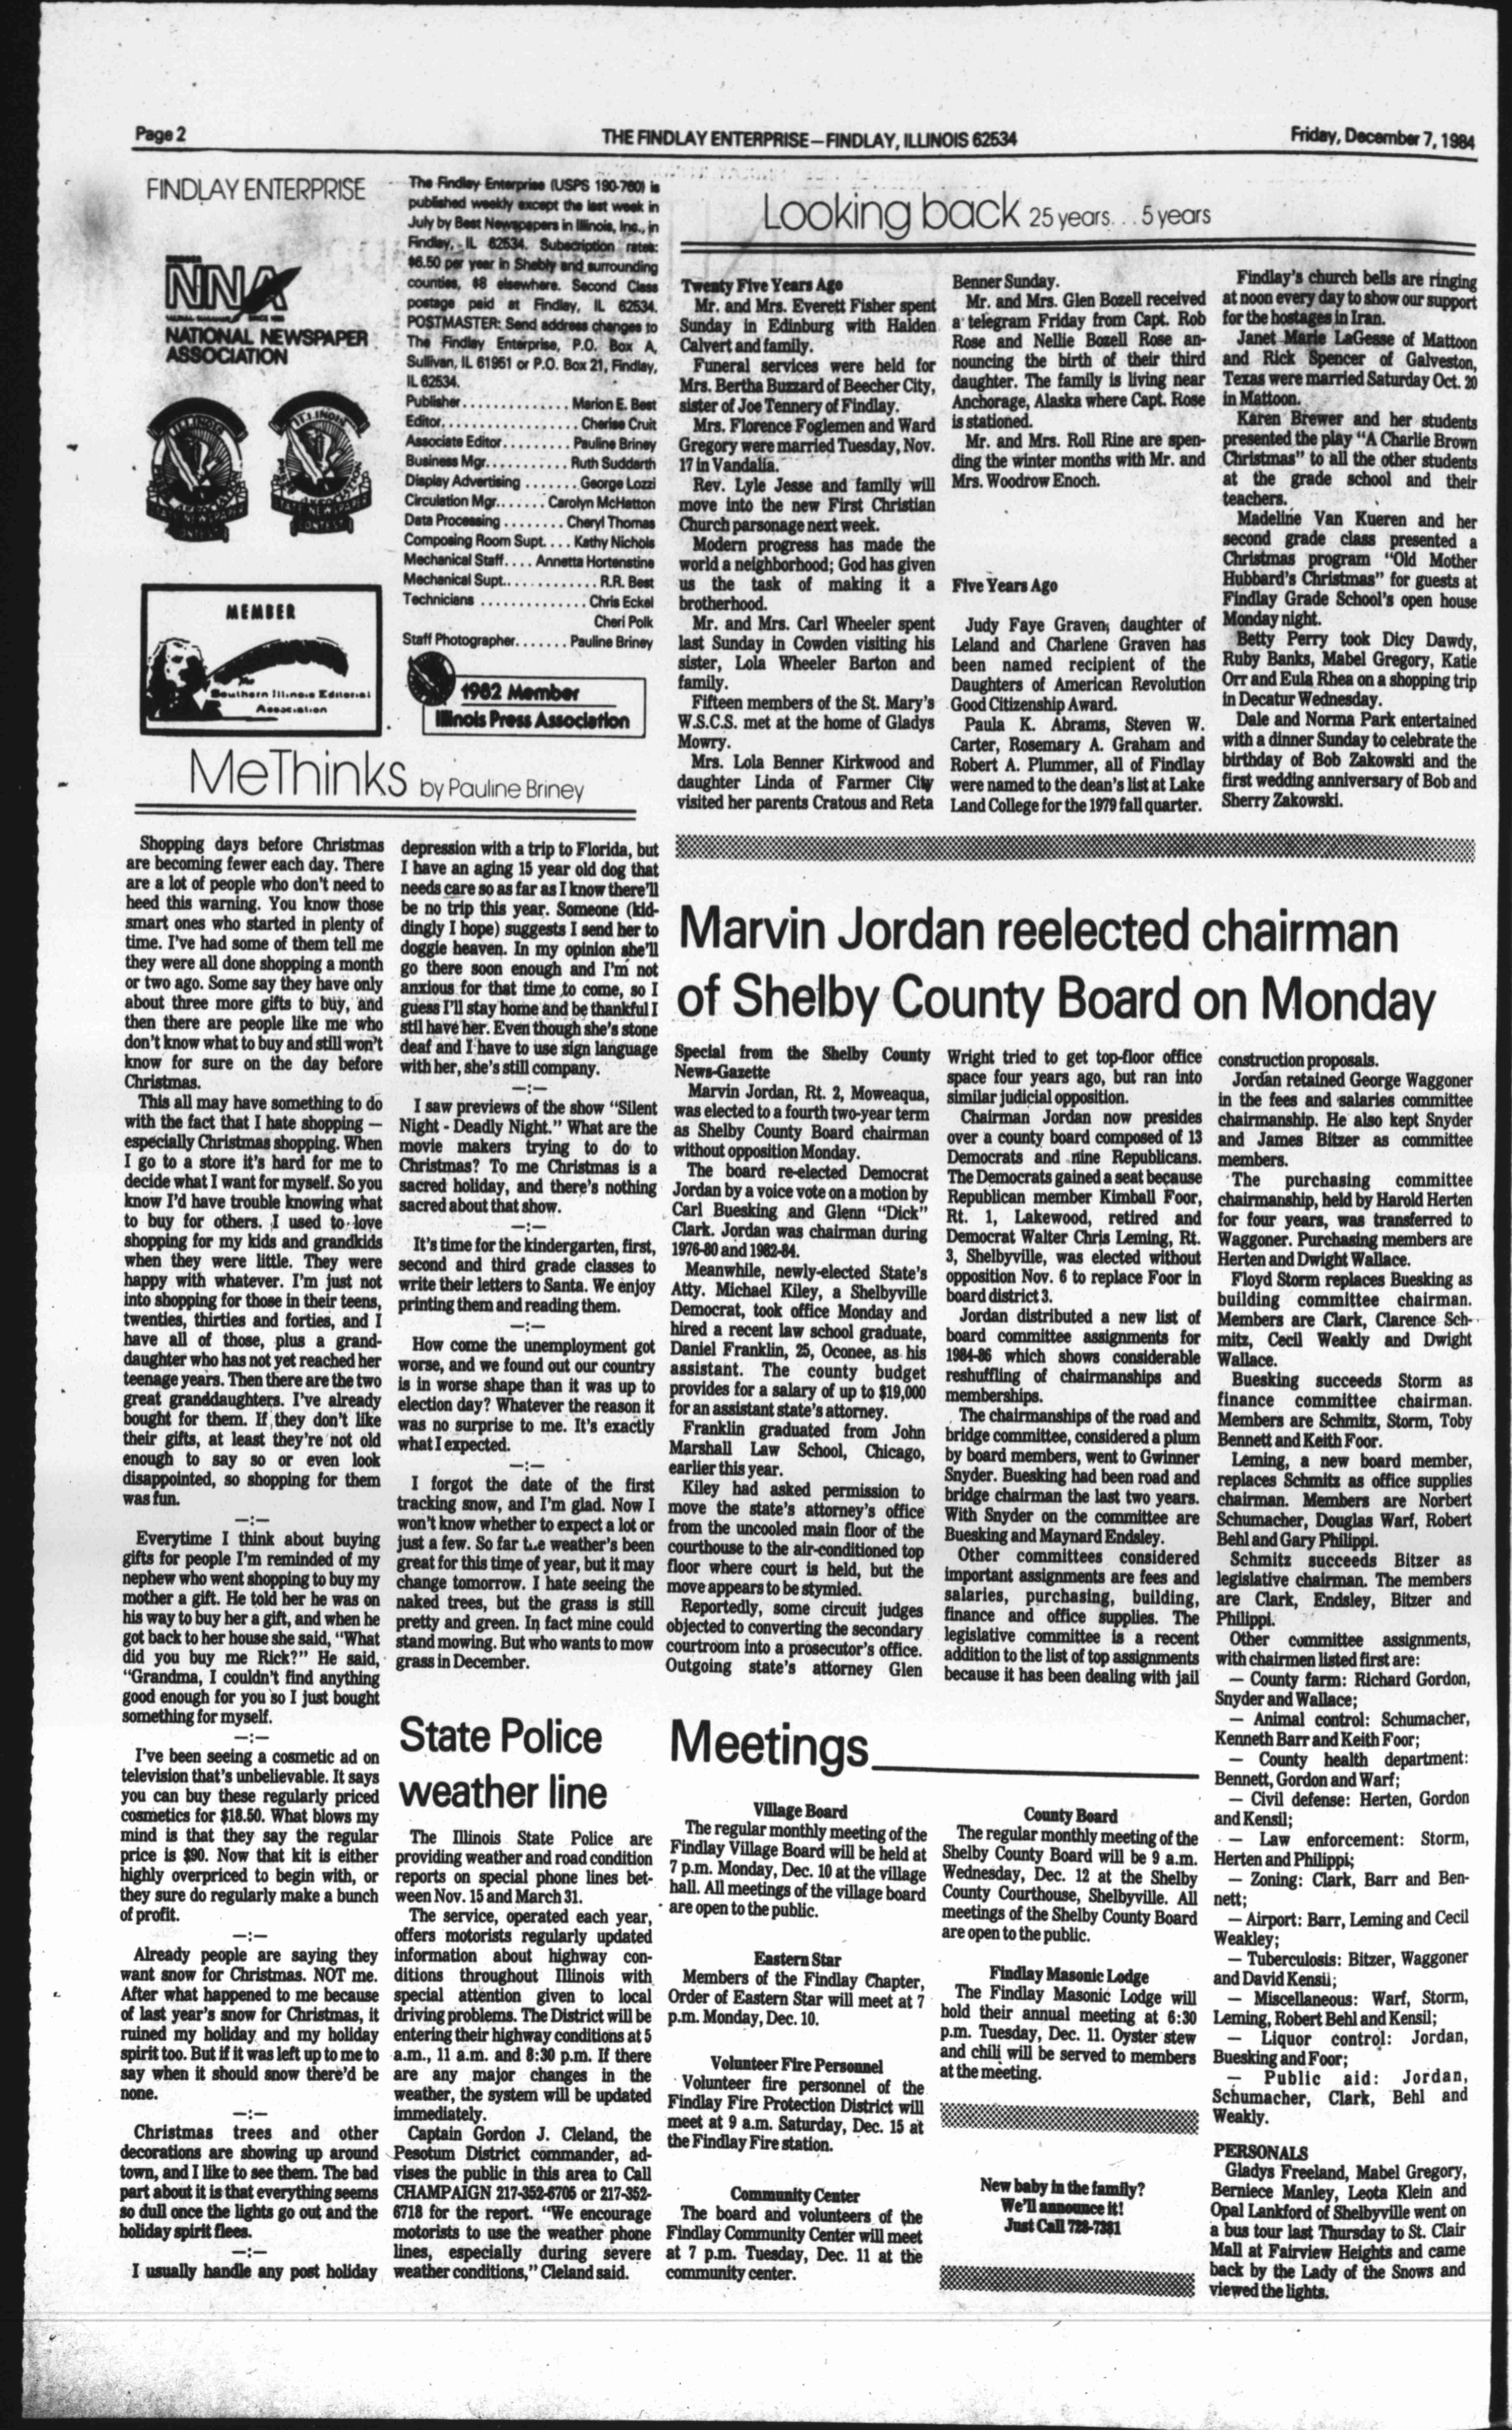 Page 2
THE FINDLAY ENTERPRISE—FINDLAY, ILLINOIS 62534
Friday, December 7, 1984
FINDLAY ENTERPRISE
NNA
NATIONAL NEWSPAPER
ASSOCIATION
ILLINOIS
ILLINOIS
MEMBER
Southern Illinois Editorial
Association
The Findlay Enterprise (USPS 190-760) is
published weekly except the last week in
July by Best Newspapers in Illinois, Inc., in
Findlay, IL 62534. Subscription rates:
$6.50 per year in Shelby and surrounding
counties, $8 elsewhere. Second Class
postage paid at Findlay, IL 62534.
POSTMASTER: Send address changes to
The Findlay Enterprise, P.O. Box A,
Sullivan, IL 61951 or P.O. Box 21, Findlay,
IL 62534.
Publisher.............Marion E. Best
Editor.................Cherise Cruit
Associate Editor.........Pauline Briney
Business Mgr...........Ruth Suddarth
Display Advertising.......George Lozzi
Circulation Mgr.......Carolyn McHatton
Data Processing........Cheryl Thomas
Composing Room Supt....Kathy Nichols
Mechanical Staff....Annetta Hortenstine
Mechanical Supt.............R.R. Best
Technicians..............Chris Eckel
Cheri Polk
Staff Photographer.......Pauline Briney
1982 Member
Illinois Press Association
MeThinks by Pauline Briney
Shopping days before Christmas
are becoming fewer each day. There
are a lot of people who don't need to
heed this warning. You know those
smart ones who started in plenty of
time. I've had some of them tell me
they were all done shopping a month
or two ago. Some say they have only
about three more gifts to buy, and
then there are people like me who
don't know what to buy and still won't
know for sure on the day before
Christmas.
This all may have something to do
with the fact that I hate shopping —
especially Christmas shopping. When
I go to a store it's hard for me to
decide what I want for myself. So you
know I'd have trouble knowing what
to buy for others. I used to love
shopping for my kids and grandkids
when they were little. They were
happy with whatever. I'm just not
into shopping for those in their teens,
twenties, thirties and forties, and I
have all of those, plus a grand-
daughter who has not yet reached her
teenage years. Then there are the two
great granddaughters. I've already
bought for them. If they don't like
their gifts, at least they're not old
enough to say so or even look
disappointed, so shopping for them
was fun.
—:—
Everytime I think about buying
gifts for people I'm reminded of my
nephew who went shopping to buy my
mother a gift. He told her he was on
his way to buy her a gift, and when he
got back to her house she said, "What
did you buy me Rick?" He said,
"Grandma, I couldn't find anything
good enough for you so I just bought
something for myself.
—:—
I've been seeing a cosmetic ad on
television that's unbelievable. It says
you can buy these regularly priced
cosmetics for $18.50. What blows my
mind is that they say the regular
price is $90. Now that kit is either
highly overpriced to begin with, or
they sure do regularly make a bunch
of profit.
—:—
Already people are saying they
want snow for Christmas. NOT me.
After what happened to me because
of last year's snow for Christmas, it
ruined my holiday and my holiday
spirit too. But if it was left up to me to
say when it should snow there'd be
none.
—:—
Christmas trees and other
decorations are showing up around
town, and I like to see them. The bad
part about it is that everything seems
so dull once the lights go out and the
holiday spirit flees.
—:—
I usually handle any post holiday
depression with a trip to Florida, but
I have an aging 15 year old dog that
needs care so as far as I know there'll
be no trip this year. Someone (kid-
dingly I hope) suggests I send her to
doggie heaven. In my opinion she'll
go there soon enough and I'm not
anxious for that time to come, so I
guess I'll stay home and be thankful I
stil have her. Even though she's stone
deaf and I have to use sign language
with her, she's still company.
—:—
I saw previews of the show "Silent
Night - Deadly Night." What are the
movie makers trying to do to
Christmas? To me Christmas is a
sacred holiday, and there's nothing
sacred about that show.
—:—
It's time for the kindergarten, first,
second and third grade classes to
write their letters to Santa. We enjoy
printing them and reading them.
—:—
How come the unemployment got
worse, and we found out our country
is in worse shape than it was up to
election day? Whatever the reason it
was no surprise to me. It's exactly
what I expected.
—:—
I forgot the date of the first
tracking snow, and I'm glad. Now I
won't know whether to expect a lot or
just a few. So far the weather's been
great for this time of year, but it may
change tomorrow. I hate seeing the
naked trees, but the grass is still
pretty and green. In fact mine could
stand mowing. But who wants to mow
grass in December.
State Police
weather line
The Illinois State Police are
providing weather and road condition
reports on special phone lines bet-
ween Nov. 15 and March 31.
The service, operated each year,
offers motorists regularly updated
information about highway con-
ditions throughout Illinois with
special attention given to local
driving problems. The District will be
entering their highway conditions at 5
a.m., 11 a.m. and 8:30 p.m. If there
are any major changes in the
weather, the system will be updated
immediately.
Captain Gordon J. Cleland, the
Pesotum District commander, ad-
vises the public in this area to Call
CHAMPAIGN 217-352-6705 or 217-352-
6718 for the report. "We encourage
motorists to use the weather phone
lines, especially during severe
weather conditions," Cleland said.
Looking back 25 years...5 years
Twenty Five Years Ago
Mr. and Mrs. Everett Fisher spent
Sunday in Edinburg with Halden
Calvert and family.
Funeral services were held for
Mrs. Bertha Buzzard of Beecher City,
sister of Joe Tennery of Findlay.
Mrs. Florence Foglemen and Ward
Gregory were married Tuesday, Nov.
17 in Vandalia.
Rev. Lyle Jesse and family will
move into the new First Christian
Church parsonage next week.
Modern progress has made the
world a neighborhood; God has given
us the task of making it a
brotherhood.
Mr. and Mrs. Carl Wheeler spent
last Sunday in Cowden visiting his
sister, Lola Wheeler Barton and
family.
Fifteen members of the St. Mary's
W.S.C.S. met at the home of Gladys
Mowry.
Mrs. Lola Benner Kirkwood and
daughter Linda of Farmer City
visited her parents Cratous and Reta
Benner Sunday.
Mr. and Mrs. Glen Bozell received
a telegram Friday from Capt. Rob
Rose and Nellie Bozell Rose an-
nouncing the birth of their third
daughter. The family is living near
Anchorage, Alaska where Capt. Rose
is stationed.
Mr. and Mrs. Roll Rine are spen-
ding the winter months with Mr. and
Mrs. Woodrow Enoch.
Five Years Ago
Judy Faye Graven, daughter of
Leland and Charlene Graven has
been named recipient of the
Daughters of American Revolution
Good Citizenship Award.
Paula K. Abrams, Steven W.
Carter, Rosemary A. Graham and
Robert A. Plummer, all of Findlay
were named to the dean's list at Lake
Land College for the 1979 fall quarter.
Findlay's church bells are ringing
at noon every day to show our support
for the hostages in Iran.
Janet Marie LaGesse of Mattoon
and Rick Spencer of Galveston,
Texas were married Saturday Oct. 20
in Mattoon.
Karen Brewer and her students
presented the play "A Charlie Brown
Christmas" to all the other students
at the grade school and their
teachers.
Madeline Van Kueren and her
second grade class presented a
Christmas program "Old Mother
Hubbard's Christmas" for guests at
Findlay Grade School's open house
Monday night.
Betty Perry took Dicy Dawdy,
Ruby Banks, Mabel Gregory, Katie
Orr and Eula Rhea on a shopping trip
in Decatur Wednesday.
Dale and Norma Park entertained
with a dinner Sunday to celebrate the
birthday of Bob Zakowski and the
first wedding anniversary of Bob and
Sherry Zakowski.
Marvin Jordan reelected chairman
of Shelby County Board on Monday
Special from the Shelby County
News-Gazette
Marvin Jordan, Rt. 2, Moweaqua,
was elected to a fourth two-year term
as Shelby County Board chairman
without opposition Monday.
The board re-elected Democrat
Jordan by a voice vote on a motion by
Carl Buesking and Glenn "Dick"
Clark. Jordan was chairman during
1976-80 and 1982-84.
Meanwhile, newly-elected State's
Atty. Michael Kiley, a Shelbyville
Democrat, took office Monday and
hired a recent law school graduate,
Daniel Franklin, 25, Oconee, as his
assistant. The county budget
provides for a salary of up to $19,000
for an assistant state's attorney.
Franklin graduated from John
Marshall Law School, Chicago,
earlier this year.
Kiley had asked permission to
move the state's attorney's office
from the uncooled main floor of the
courthouse to the air-conditioned top
floor where court is held, but the
move appears to be stymied.
Reportedly, some circuit judges
objected to converting the secondary
courtroom into a prosecutor's office.
Outgoing state's attorney Glen
Wright tried to get top-floor office
space four years ago, but ran into
similar judicial opposition.
Chairman Jordan now presides
over a county board composed of 13
Democrats and nine Republicans.
The Democrats gained a seat because
Republican member Kimball Foor,
Rt. 1, Lakewood, retired and
Democrat Walter Chris Leming, Rt.
3, Shelbyville, was elected without
opposition Nov. 6 to replace Foor in
board district 3.
Jordan distributed a new list of
board committee assignments for
1984-86 which shows considerable
reshuffling of chairmanships and
memberships.
The chairmanships of the road and
bridge committee, considered a plum
by board members, went to Gwinner
Snyder. Buesking had been road and
bridge chairman the last two years.
With Snyder on the committee are
Buesking and Maynard Endsley.
Other committees considered
important assignments are fees and
salaries, purchasing, building,
finance and office supplies. The
legislative committee is a recent
addition to the list of top assignments
because it has been dealing with jail
construction proposals.
Jordan retained George Waggoner
in the fees and salaries committee
chairmanship. He also kept Snyder
and James Bitzer as committee
members.
The purchasing committee
chairmanship, held by Harold Herten
for four years, was transferred to
Waggoner. Purchasing members are
Herten and Dwight Wallace.
Floyd Storm replaces Buesking as
building committee chairman.
Members are Clark, Clarence Sch-
mitz, Cecil Weakly and Dwight
Wallace.
Buesking succeeds Storm as
finance committee chairman.
Members are Schmitz, Storm, Toby
Bennett and Keith Foor.
Leming, a new board member,
replaces Schmitz as office supplies
chairman. Members are Norbert
Schumacher, Douglas Warf, Robert
Behl and Gary Philippi.
Schmitz succeeds Bitzer as
legislative chairman. The members
are Clark, Endsley, Bitzer and
Philippi.
Other committee assignments,
with chairmen listed first are:
— County farm: Richard Gordon,
Snyder and Wallace;
— Animal control: Schumacher,
Kenneth Barr and Keith Foor;
— County health department:
Bennett, Gordon and Warf;
— Civil defense: Herten, Gordon
and Kensil;
— Law enforcement: Storm,
Herten and Philippi;
— Zoning: Clark, Barr and Ben-
nett;
— Airport: Barr, Leming and Cecil
Weakley;
— Tuberculosis: Bitzer, Waggoner
and David Kensil;
— Miscellaneous: Warf, Storm,
Leming, Robert Behl and Kensil;
— Liquor control: Jordan,
Buesking and Foor;
— Public aid: Jordan,
Schumacher, Clark, Behl and
Weakly.
PERSONALS
Gladys Freeland, Mabel Gregory,
Berniece Manley, Leota Klein and
Opal Lankford of Shelbyville went on
a bus tour last Thursday to St. Clair
Mall at Fairview Heights and came
back by the Lady of the Snows and
viewed the lights.
Meetings
Village Board
The regular monthly meeting of the
Findlay Village Board will be held at
7 p.m. Monday, Dec. 10 at the village
hall. All meetings of the village board
are open to the public.
Eastern Star
Members of the Findlay Chapter,
Order of Eastern Star will meet at 7
p.m. Monday, Dec. 10.
Volunteer Fire Personnel
Volunteer fire personnel of the
Findlay Fire Protection District will
meet at 9 a.m. Saturday, Dec. 15 at
the Findlay Fire station.
Community Center
The board and volunteers of the
Findlay Community Center will meet
at 7 p.m. Tuesday, Dec. 11 at the
community center.
County Board
The regular monthly meeting of the
Shelby County Board will be 9 a.m.
Wednesday, Dec. 12 at the Shelby
County Courthouse, Shelbyville. All
meetings of the Shelby County Board
are open to the public.
Findlay Masonic Lodge
The Findlay Masonic Lodge will
hold their annual meeting at 6:30
p.m. Tuesday, Dec. 11. Oyster stew
and chili will be served to members
at the meeting.
New baby in the family?
We'll announce it!
Just Call 728-7381